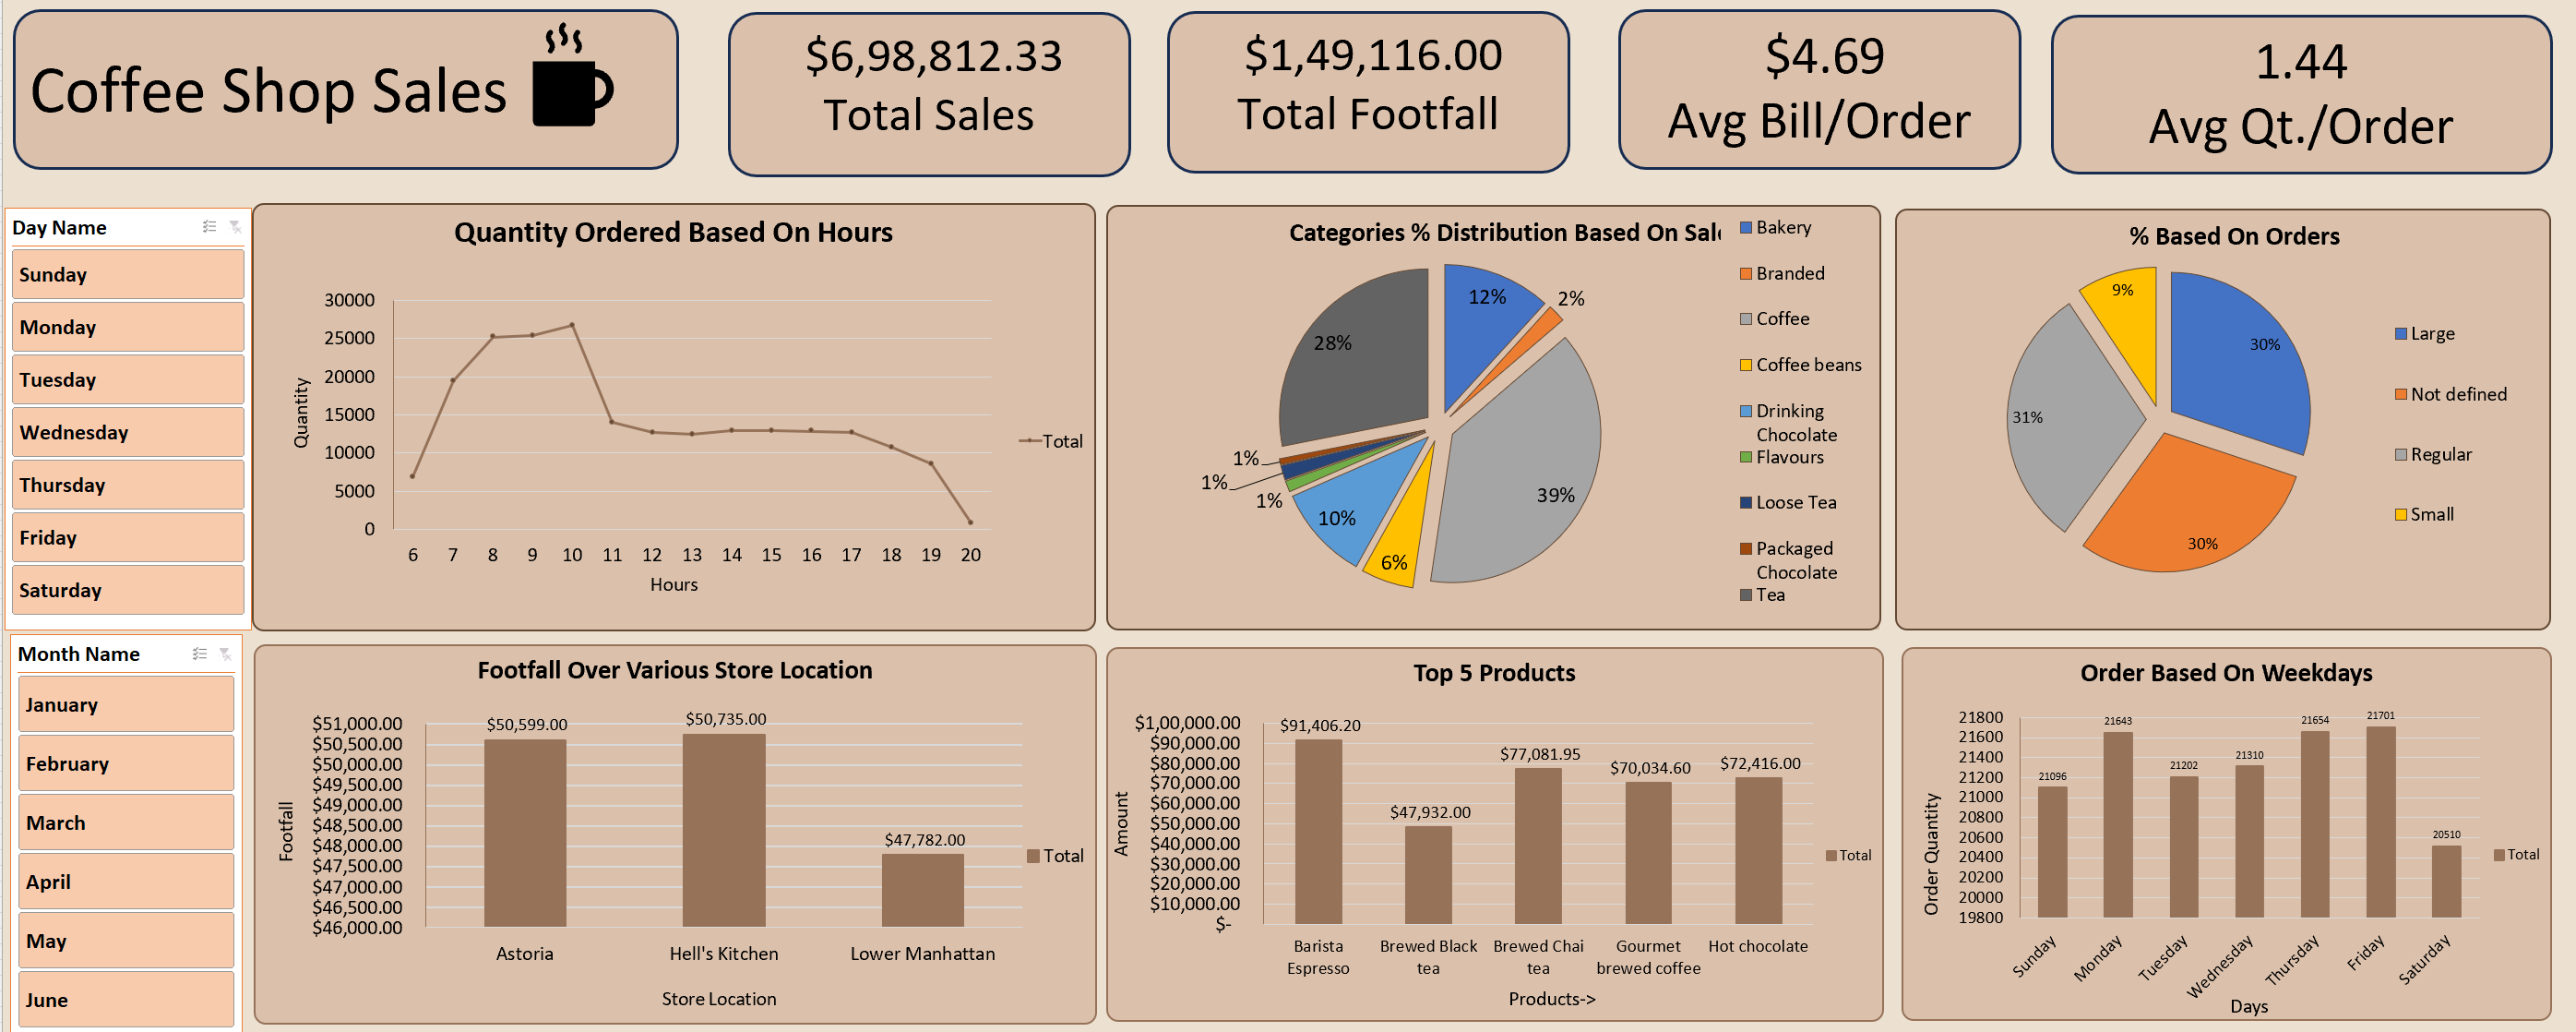 Coffee Shop Sales
$6,98,812.33
Total Sales
$1,49,116.00
Total Footfall
$4.69
Avg Bill/Order
1.44
Avg Qt./Order
Day Name
Sunday
Monday
Tuesday
Wednesday
Thursday
Friday
Saturday
Month Name
January
February
March
April
May
June
Quantity Ordered Based On Hours
30000
25000
20000
15000
10000
5000
0
Quantity
6 7 8 9 10 11 12 13 14 15 16 17 18 19 20
Hours
Total
Categories % Distribution Based On Sal
12%
2%
39%
6%
10%
1%
1%
1%
28%
Bakery
Branded
Coffee
Coffee beans
Drinking
Chocolate
Flavours
Loose Tea
Packaged
Chocolate
Tea
% Based On Orders
30%
30%
31%
9%
Large
Not defined
Regular
Small
Footfall Over Various Store Location
$51,000.00
$50,500.00
$50,000.00
$49,500.00
$49,000.00
$48,500.00
$48,000.00
$47,500.00
$47,000.00
$46,500.00
$46,000.00
Footfall
$50,599.00
$50,735.00
$47,782.00
Astoria
Hell's Kitchen
Lower Manhattan
Store Location
Total
Top 5 Products
$1,00,000.00
$90,000.00
$80,000.00
$70,000.00
$60,000.00
$50,000.00
$40,000.00
$30,000.00
$20,000.00
$10,000.00
$-
Amount
$91,406.20
$47,932.00
$77,081.95
$70,034.60
$72,416.00
Barista
Espresso
Brewed Black
tea
Brewed Chai
tea
Gourmet
brewed coffee
Hot chocolate
Products->
Total
Order Based On Weekdays
21800
21600
21400
21200
21000
20800
20600
20400
20200
20000
19800
Order Quantity
21096
21643
21202
21310
21654
21701
20510
Sunday
Monday
Tuesday
Wednesday
Thursday
Friday
Saturday
Days
Total